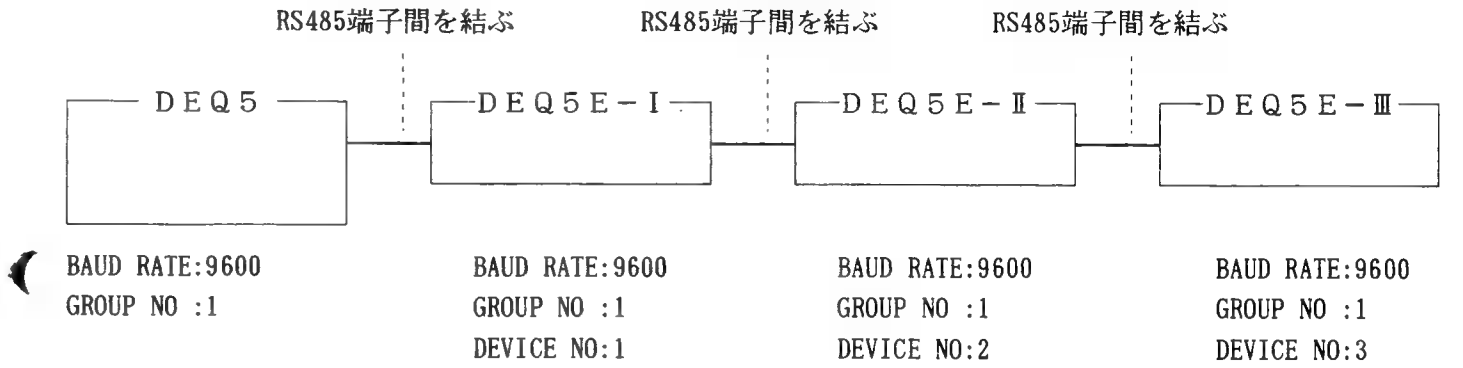 RS485端子間を結ぶ RS485端子間を結ぶ RS485端子間を結ぶ
DEQ5 DEQ5E-Ⅰ DEQ5E-Ⅱ DEQ5E-Ⅲ
BAUD RATE:9600 BAUD RATE:9600 BAUD RATE:9600 BAUD RATE:9600
GROUP NO :1 GROUP NO :1 GROUP NO :1 GROUP NO :1
DEVICE NO:1 DEVICE NO:2 DEVICE NO:3